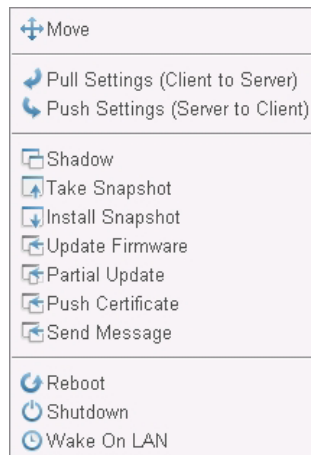 Move
Pull Settings (Client to Server)
Push Settings (Server to Client)
Shadow
Take Snapshot
Install Snapshot
Update Firmware
Partial Update
Push Certificate
Send Message
Reboot
Shutdown
Wake On LAN